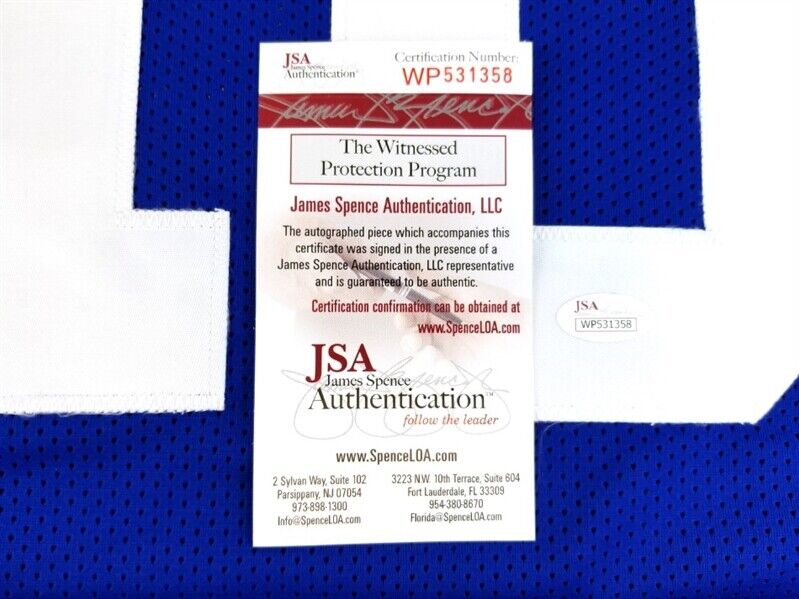 JSA
James Spence
Authentication™
Certification Number:
WP531358
James Spence
The Witnessed
Protection Program
James Spence Authentication, LLC
The autographed piece which accompanies this
certificate was signed in the presence of a
James Spence Authentication, LLC representative
and is guaranteed to be authentic.
Certification confirmation can be obtained at
www.SpenceLOA.com
JSA
James Spence
Authentication™
follow the leader
www.SpenceLOA.com
2 Sylvan Way, Suite 102
Parsippany, NJ 07054
973-898-1300
Info@SpenceLOA.com
3223 N.W. 10th Terrace, Suite 604
Fort Lauderdale, FL 33309
954-380-8670
Florida@SpenceLOA.com
JSA
WP531358